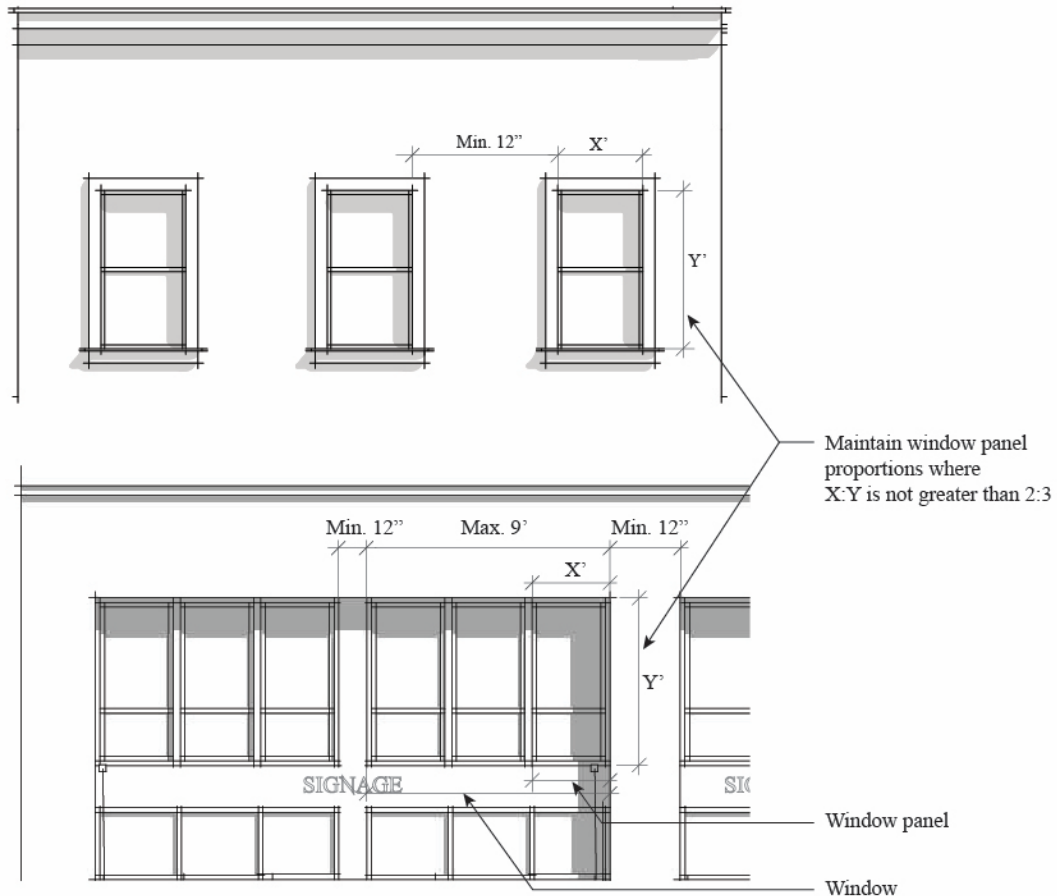 Min. 12”
X’
Y’
Maintain window panel
proportions where
X:Y is not greater than 2:3
Min. 12”
Max. 9’
Min. 12”
X’
Y’
SIGNAGE
SIG
Window panel
Window